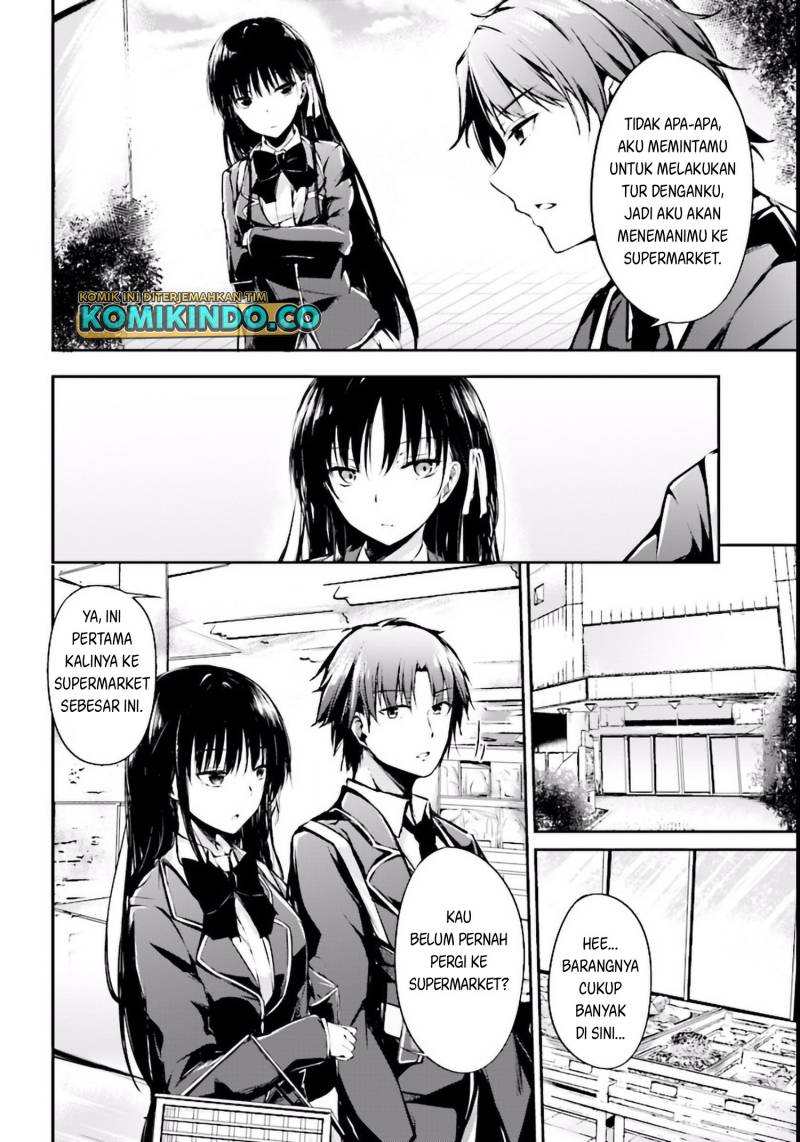 TIDAK APA-APA,
AKU MEMINTAMU
UNTUK MELAKUKAN
TUR DENGANKU,
JADI AKU AKAN
MENEMANIMU KE
SUPERMARKET.
KOMIK INI DITERJEMAHKAN TIM
KOMIKINDO.CO
HEE...
BARANGNYA
CUKUP
BANYAK
DI SINI...
KAU
BELUM PERNAH
PERGI KE
SUPERMARKET?
YA, INI
PERTAMA
KALINYA KE
SUPERMARKET
SEBESAR INI.